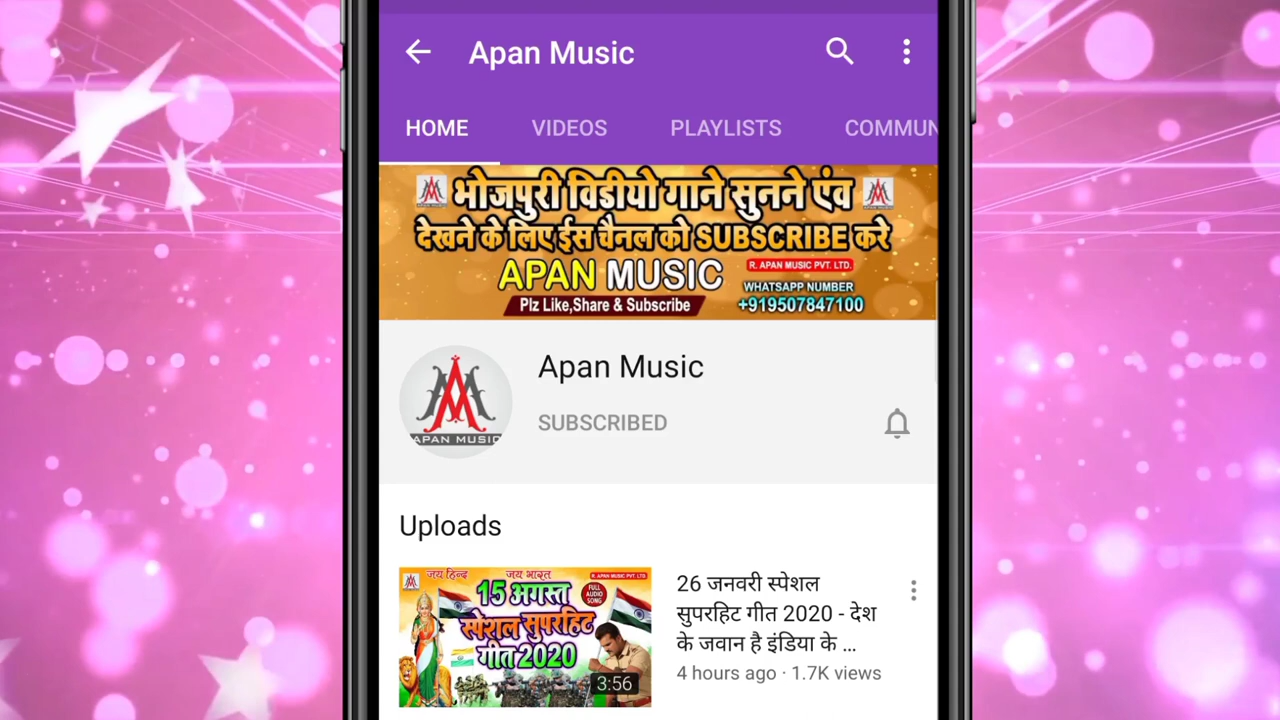 Apan Music
HOME VIDEOS PLAYLISTS COMMUN
भोजपुरी विडीयो गाने सुनने एंव
देखने के लिए ईस चैनल को SUBSCRIBE करे
APAN MUSIC
R. APAN MUSIC PVT. LTD.
WHATSAPP NUMBER
Plz Like,Share & Subscribe
+919507847100
Apan Music
SUBSCRIBED
APAN MUSIC
Uploads
जय हिन्द जय भारत
R. APAN MUSIC PVT. LTD
15 अगस्त
FULL
AUDIO
SONG
स्पेशल सुपरहिट
गीत 2020
3:56
26 जनवरी स्पेशल
सुपरहिट गीत 2020 - देश
के जवान है इंडिया के ...
4 hours ago · 1.7K views